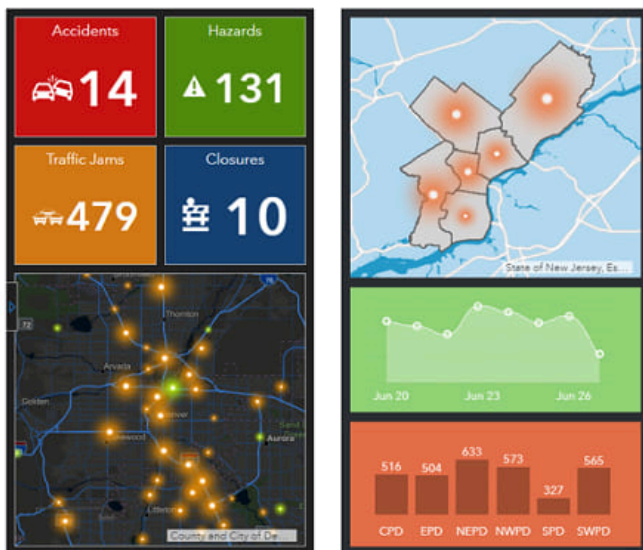 Accidents
14
Hazards
131
Traffic Jams
479
Closures
10
Thornton
72
Arvada
Golden
Aurora
Littleton
County and City of De...
State of New Jersey, Es...
Jun 20
Jun 23
Jun 26
516
504
633
573
327
565
CPD
EPD
NEPD
NWPD
SPD
SWPD